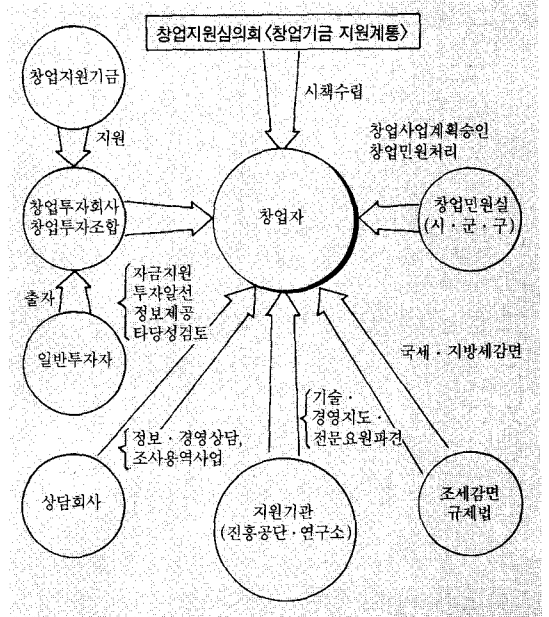 창업지원심의회〈창업기금 지원계통〉
창업지원기금
시책수립
지원
창업사업계획승인
창업민원처리
창업투자회사
창업투자조합
창업자
창업민원실
(시·군·구)
출자
자금지원
투자알선
정보제공
타당성검토
일반투자자
국세·지방세감면
기술·
경영지도·
전문요원파견
정보·경영상담,
조사용역사업
상담회사
지원기관
(진흥공단·연구소)
조세감면
규제법